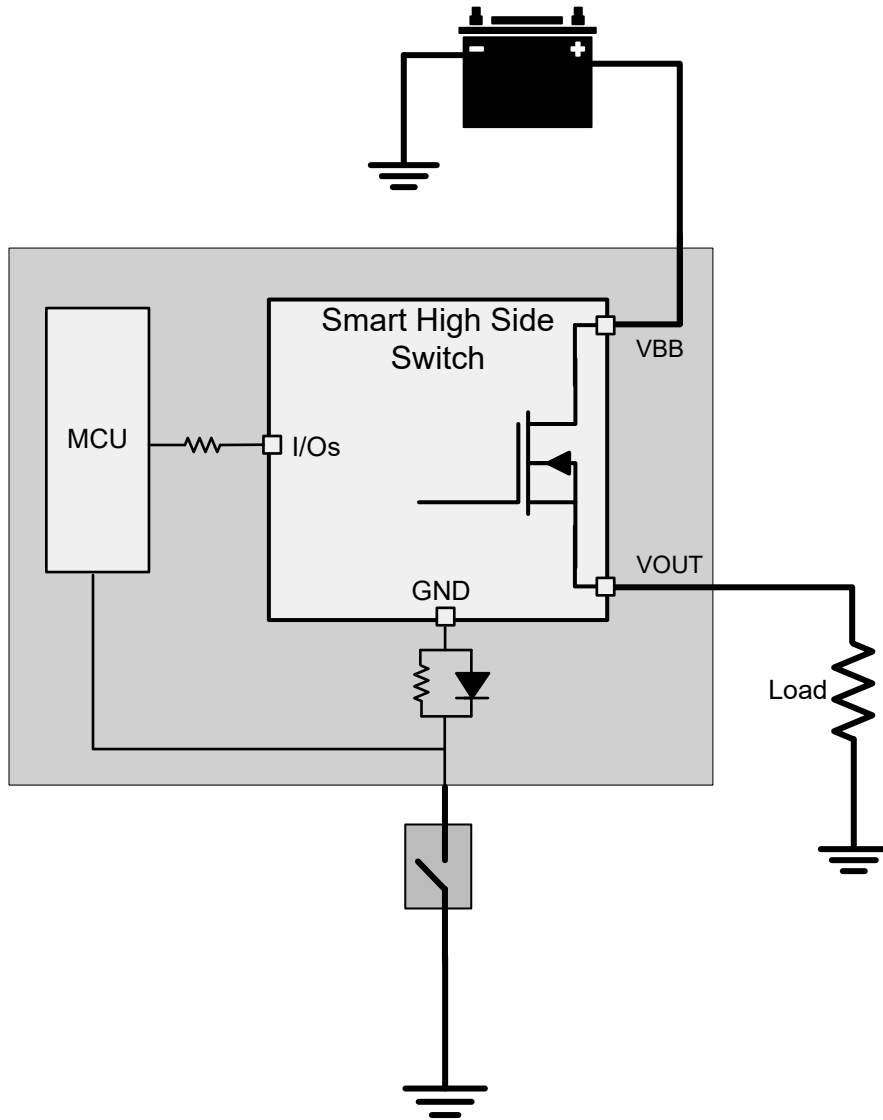 Smart High Side
Switch
VBB
MCU
I/Os
VOUT
GND
Load